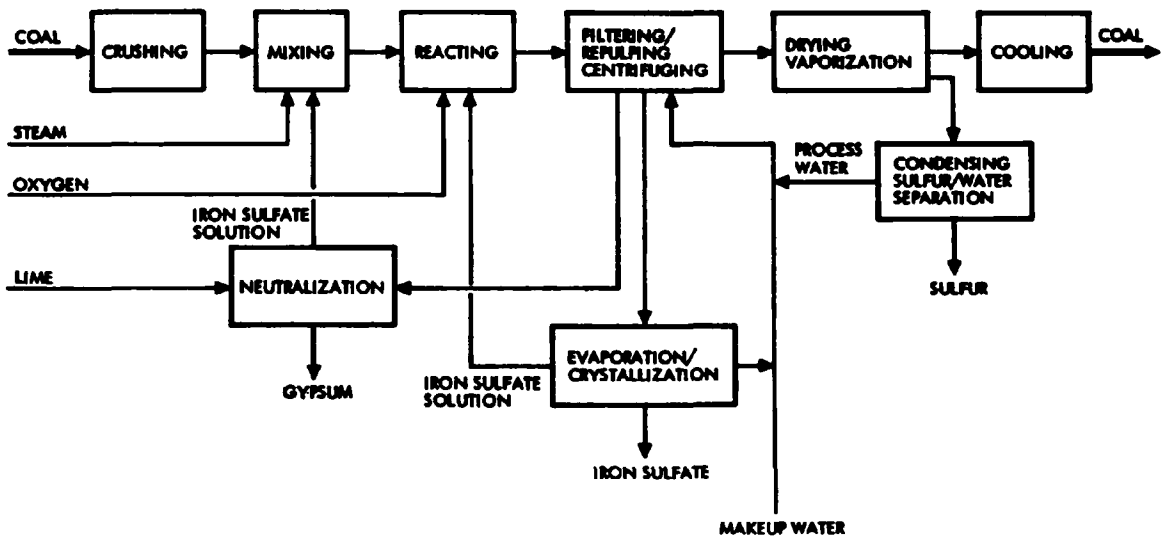 COAL
CRUSHING
MIXING
REACTING
FILTERING/
REPULPING
CENTRIFUGING
DRYING
VAPORIZATION
COOLING
COAL
STEAM
OXYGEN
PROCESS
WATER
CONDENSING
SULFUR/WATER
SEPARATION
IRON SULFATE
SOLUTION
LIME
NEUTRALIZATION
SULFUR
EVAPORATION/
CRYSTALLIZATION
GYPSUM
IRON SULFATE
SOLUTION
IRON SULFATE
MAKEUP WATER